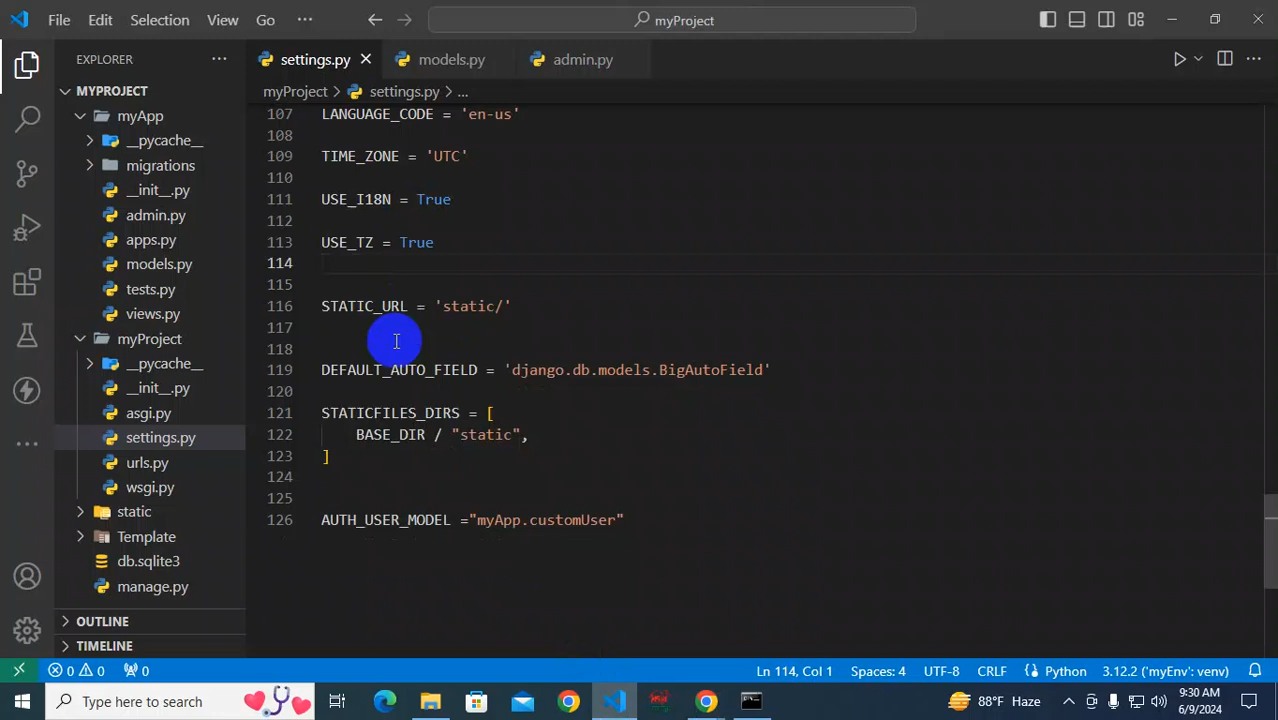 File Edit Selection View Go ··· myProject
EXPLORER ···
settings.py
models.py
admin.py
MYPROJECT
myApp
__pycache__
migrations
__init__.py
admin.py
apps.py
models.py
tests.py
views.py
myProject
__pycache__
__init__.py
asgi.py
settings.py
urls.py
wsgi.py
static
Template
db.sqlite3
manage.py
OUTLINE
TIMELINE
myProject > settings.py > ...
107 LANGUAGE_CODE = 'en-us'
108
109 TIME_ZONE = 'UTC'
110
111 USE_I18N = True
112
113 USE_TZ = True
114
115
116 STATIC_URL = 'static/'
117
118
119 DEFAULT_AUTO_FIELD = 'django.db.models.BigAutoField'
120
121 STATICFILES_DIRS = [
122 BASE_DIR / "static",
123 ]
124
125
126 AUTH_USER_MODEL ="myApp.customUser"
0 0 0 Ln 114, Col 1 Spaces: 4 UTF-8 CRLF Python 3.12.2 ('myEnv': venv)
Type here to search
88°F Haze
9:30 AM
6/9/2024